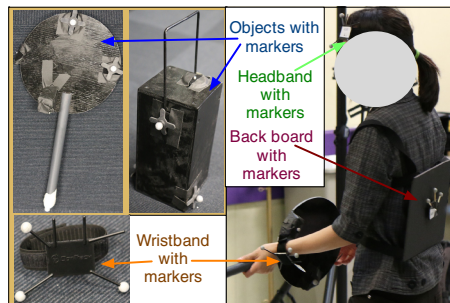 Objects with
markers
Headband
with
markers
Back board
with
markers
Wristband
with
markers